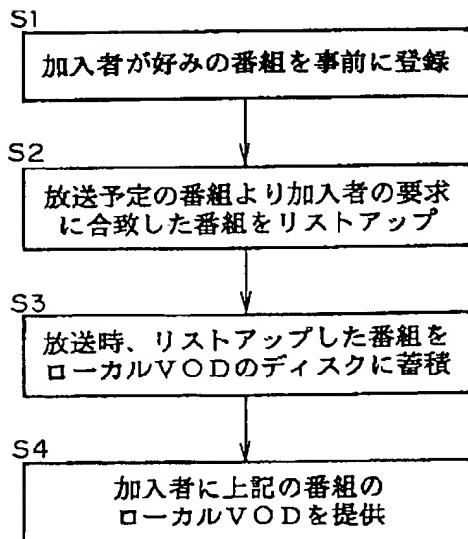 S1
加入者が好みの番組を事前に登録
S2
放送予定の番組より加入者の要求
に合致した番組をリストアップ
S3
放送時、リストアップした番組を
ローカルVODのディスクに蓄積
S4
加入者に上記の番組の
ローカルVODを提供